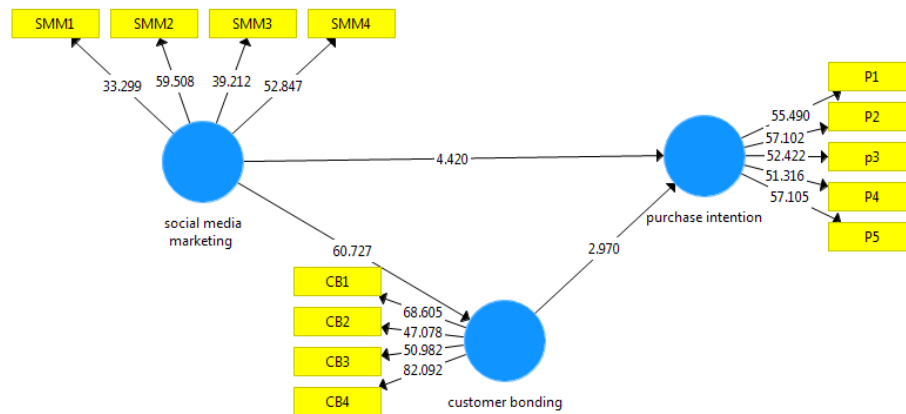 SMM1 SMM2 SMM3 SMM4
33.299 59.508 39.212 52.847
P1
55.490
P2
57.102
p3
52.422
P4
51.316
P5
57.105
4.420
social media
marketing
purchase intention
60.727
2.970
CB1
68.605
CB2
47.078
CB3
50.982
CB4
82.092
customer bonding